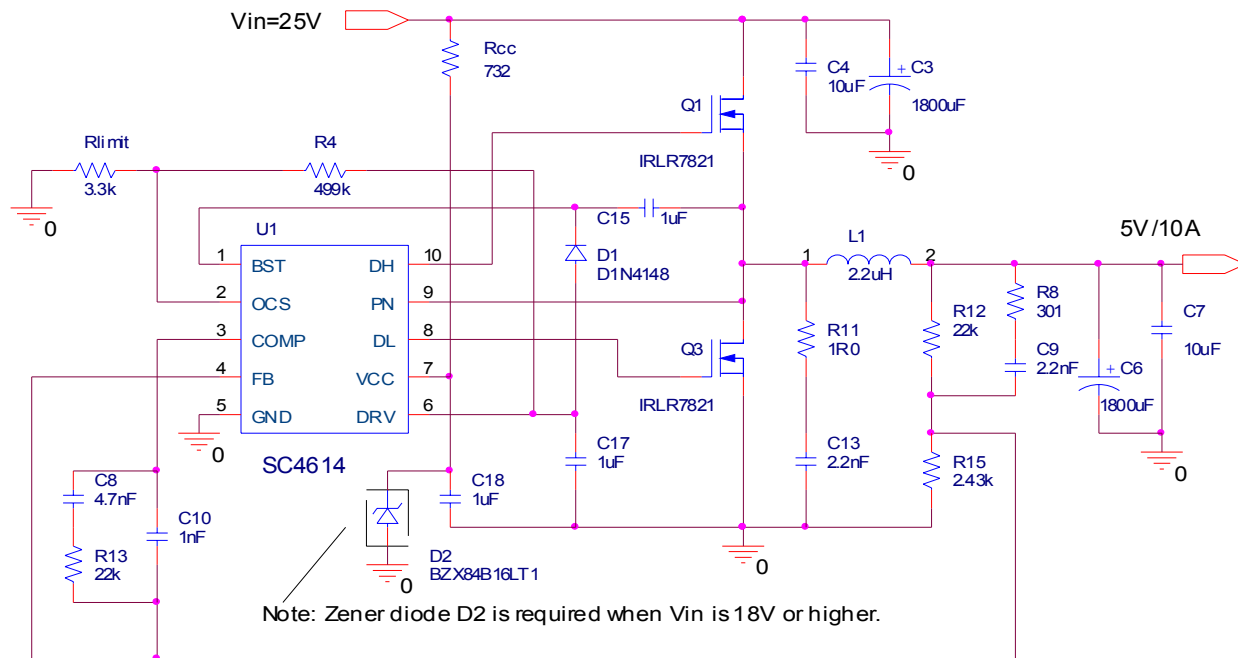 Vin=25V
Rcc
732
C4
10uF
C3
+
1800uF
0
Q1
IRLR7821
Rlimit
3.3k
0
R4
499k
C15
1uF
D1
D1N4148
U1
1
BST
DH
10
2
OCS
PN
9
3
COMP
DL
8
4
FB
VCC
7
5
GND
DRV
6
0
SC4614
5V/10A
L1
1
2
2.2uH
R11
1R0
R12
22k
R8
301
C9
2.2nF
C7
10uF
C6
+
1800uF
0
Q3
IRLR7821
C17
1uF
C13
2.2nF
R15
2.43k
0
C8
4.7nF
C10
1nF
R13
22k
C18
1uF
D2
BZX84B16LT1
0
Note: Zener diode D2 is required when Vin is 18V or higher.